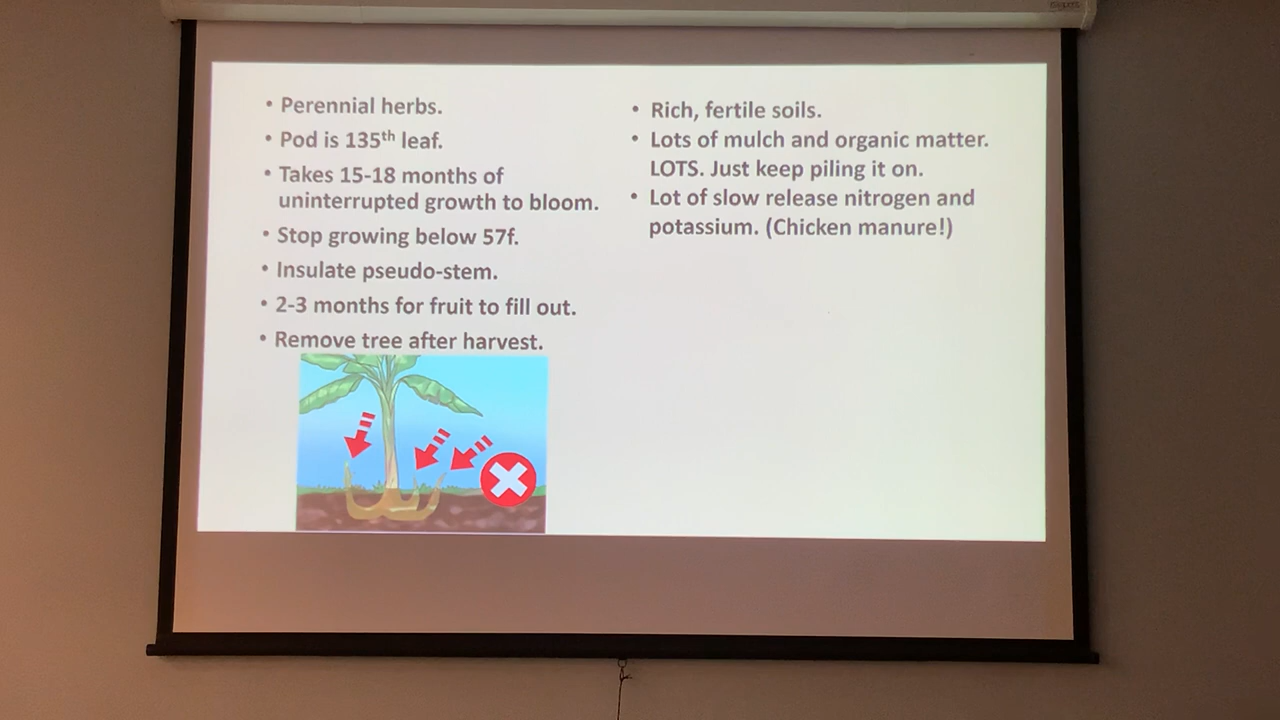 • Perennial herbs.
• Pod is 135th leaf.
• Takes 15-18 months of
uninterrupted growth to bloom.
• Stop growing below 57f.
• Insulate pseudo-stem.
• 2-3 months for fruit to fill out.
• Remove tree after harvest.
• Rich, fertile soils.
• Lots of mulch and organic matter.
LOTS. Just keep piling it on.
• Lot of slow release nitrogen and
potassium. (Chicken manure!)